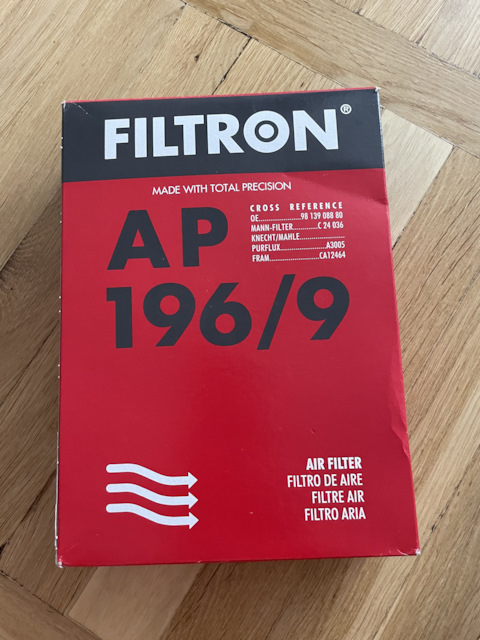 FILTRON®
MADE WITH TOTAL PRECISION
AP
196/9
CROSS REFERENCE
OE....................98 139 088 80
MANN-FILTER............C 24 036
KNECHT/MAHLE....................
PURFLUX......................A3005
FRAM........................CA12464
AIR FILTER
FILTRO DE AIRE
FILTRE AIR
FILTRO ARIA